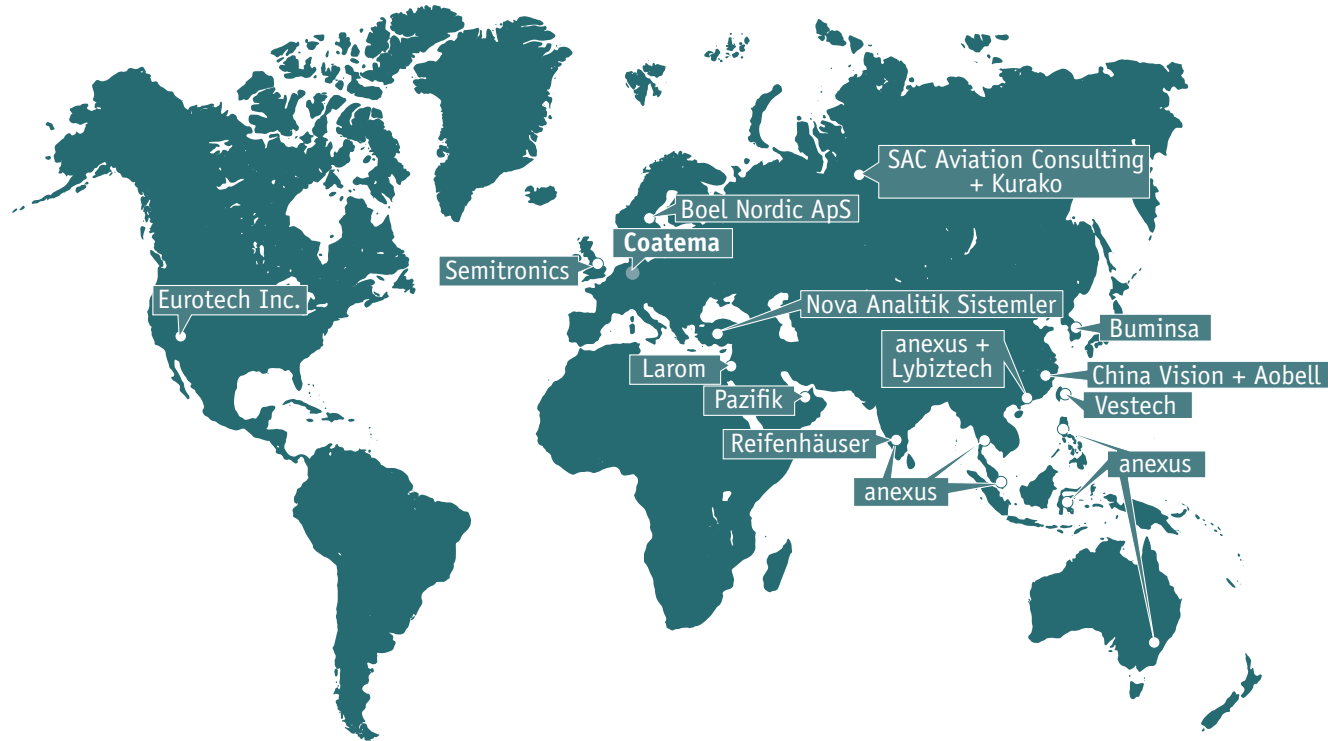 SAC Aviation Consulting
+ Kurako
Boel Nordic ApS
Coatema
Semitronics
Eurotech Inc.
Nova Analitik Sistemler
Buminsa
anexus +
Lybiztech
Larom
China Vision + Aobell
Pazifik
Vestech
Reifenhäuser
anexus
anexus